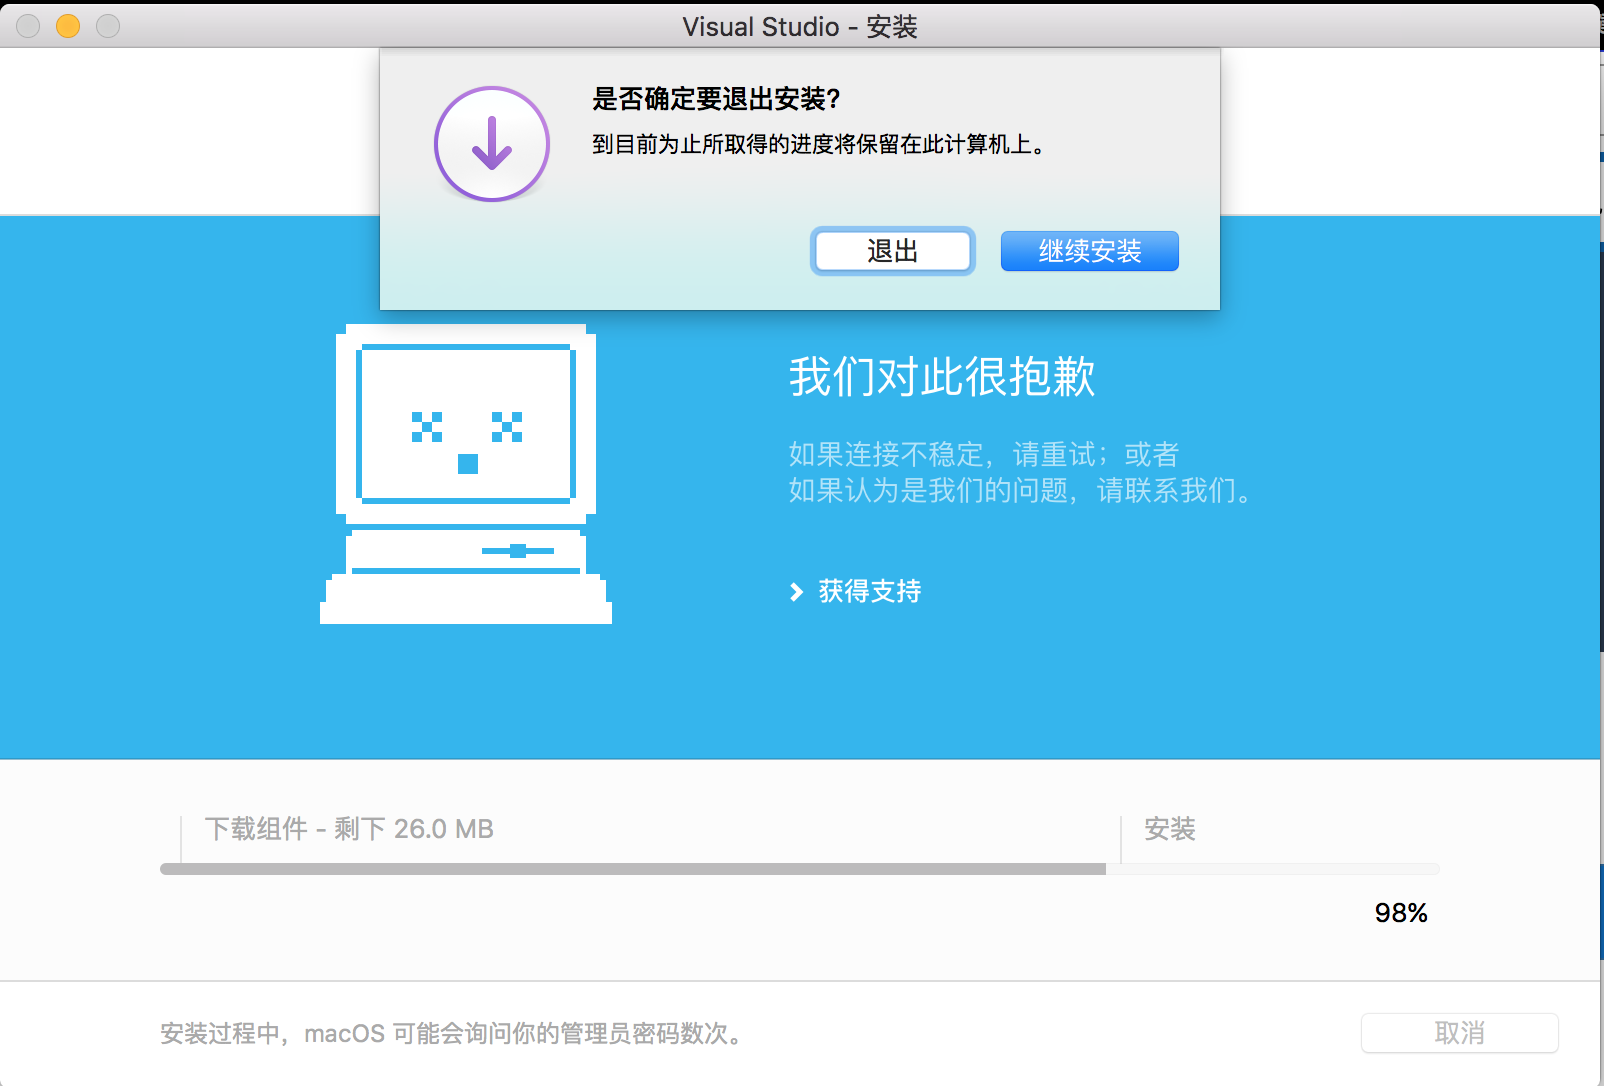 Visual Studio - 安装
是否确定要退出安装?
到目前为止所取得的进度将保留在此计算机上。
退出
继续安装
我们对此很抱歉
如果连接不稳定，请重试；或者
如果认为是我们的问题，请联系我们。
获得支持
下载组件 - 剩下 26.0 MB
安装
98%
安装过程中，macOS 可能会询问你的管理员密码数次。
取消